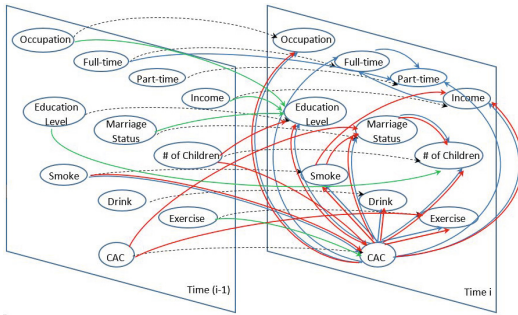 Occupation
Full-time
Part-time
Income
Education
Level
Marriage
Status
# of Children
Smoke
Drink
Exercise
CAC
Time (i-1)
Occupation
Full-time
Part-time
Income
Education
Level
Marriage
Status
# of Children
Smoke
Drink
Exercise
CAC
Time i